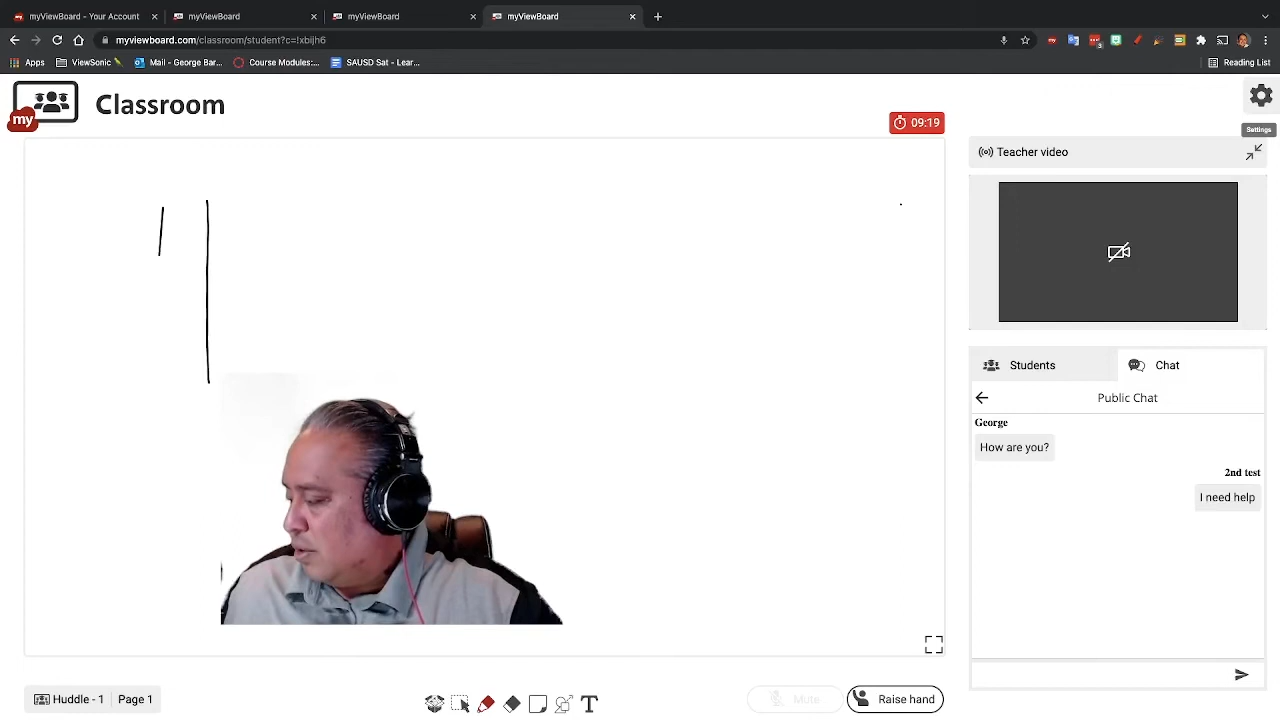 myViewBoard - Your Account
myViewBoard
myViewBoard
myViewBoard
myviewboard.com/classroom/student?c=!xbijh6
3
Apps
ViewSonic
Mail - George Bar...
Course Modules:...
SAUSD Sat - Lear...
Reading List
my
Classroom
09:19
Settings
Teacher video
Students
Chat
Public Chat
George
How are you?
2nd test
I need help
Huddle - 1
Page 1
T
Mute
Raise hand